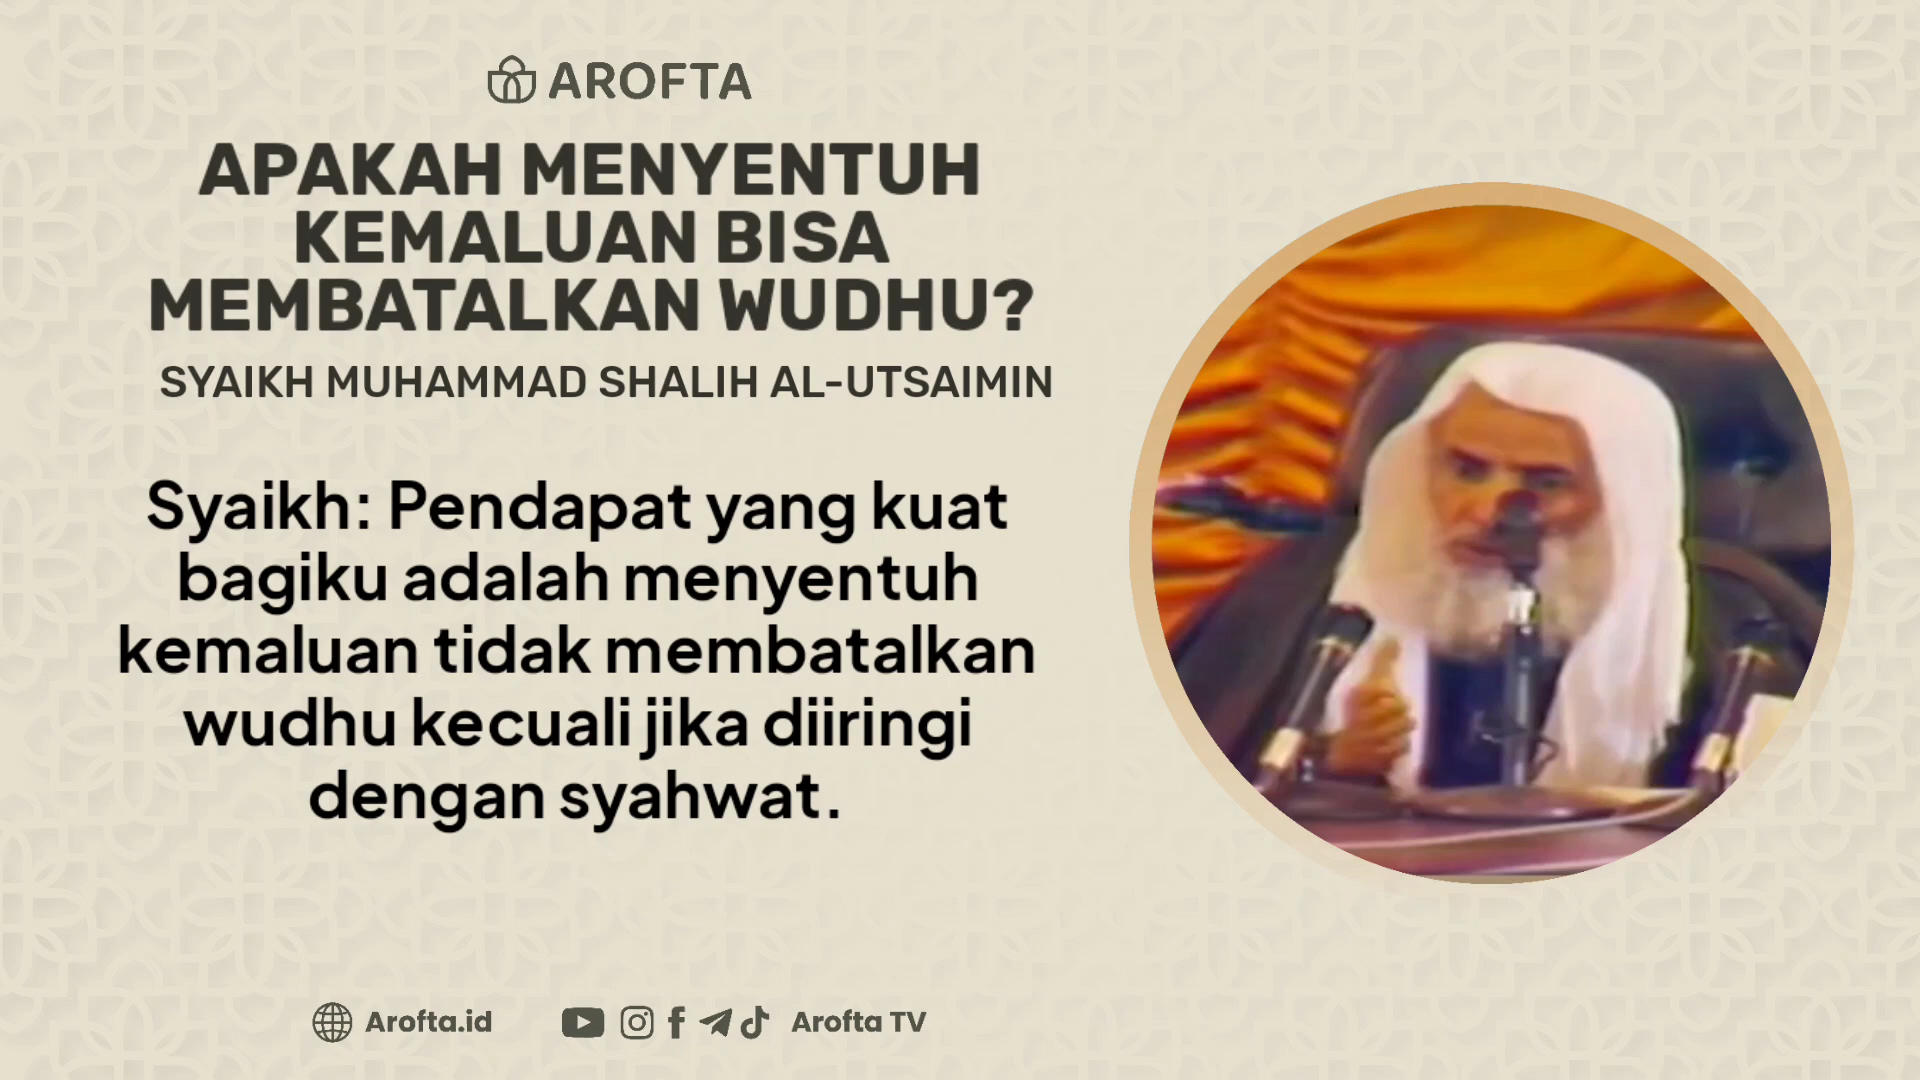 AROFTA
APAKAH MENYENTUH
KEMALUAN BISA
MEMBATALKAN WUDHU?
SYAIKH MUHAMMAD SHALIH AL-UTSAIMIN
Syaikh: Pendapat yang kuat
bagiku adalah menyentuh
kemaluan tidak membatalkan
wudhu kecuali jika diiringi
dengan syahwat.
Arofta.id
Arofta TV